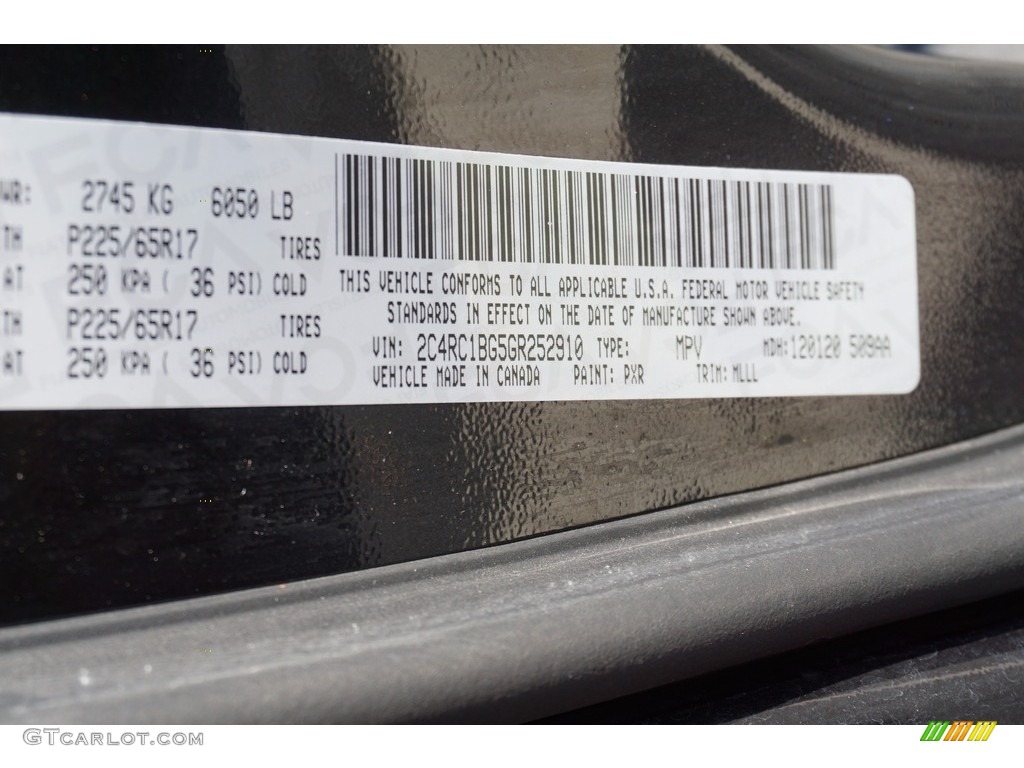 WR: 2745 KG 6050 LB
TH P225/65R17 TIRES
AT 250 KPA ( 36 PSI) COLD
TH P225/65R17 TIRES
AT 250 KPA ( 36 PSI) COLD
THIS VEHICLE CONFORMS TO ALL APPLICABLE U.S.A. FEDERAL MOTOR VEHICLE SAFETY
STANDARDS IN EFFECT ON THE DATE OF MANUFACTURE SHOWN ABOVE.
VIN: 2C4RC1BG5GR252910 TYPE: MPV MDH: 120120 509AA
VEHICLE MADE IN CANADA PAINT: PXR TRIM: MLLL
GTCarLot.com